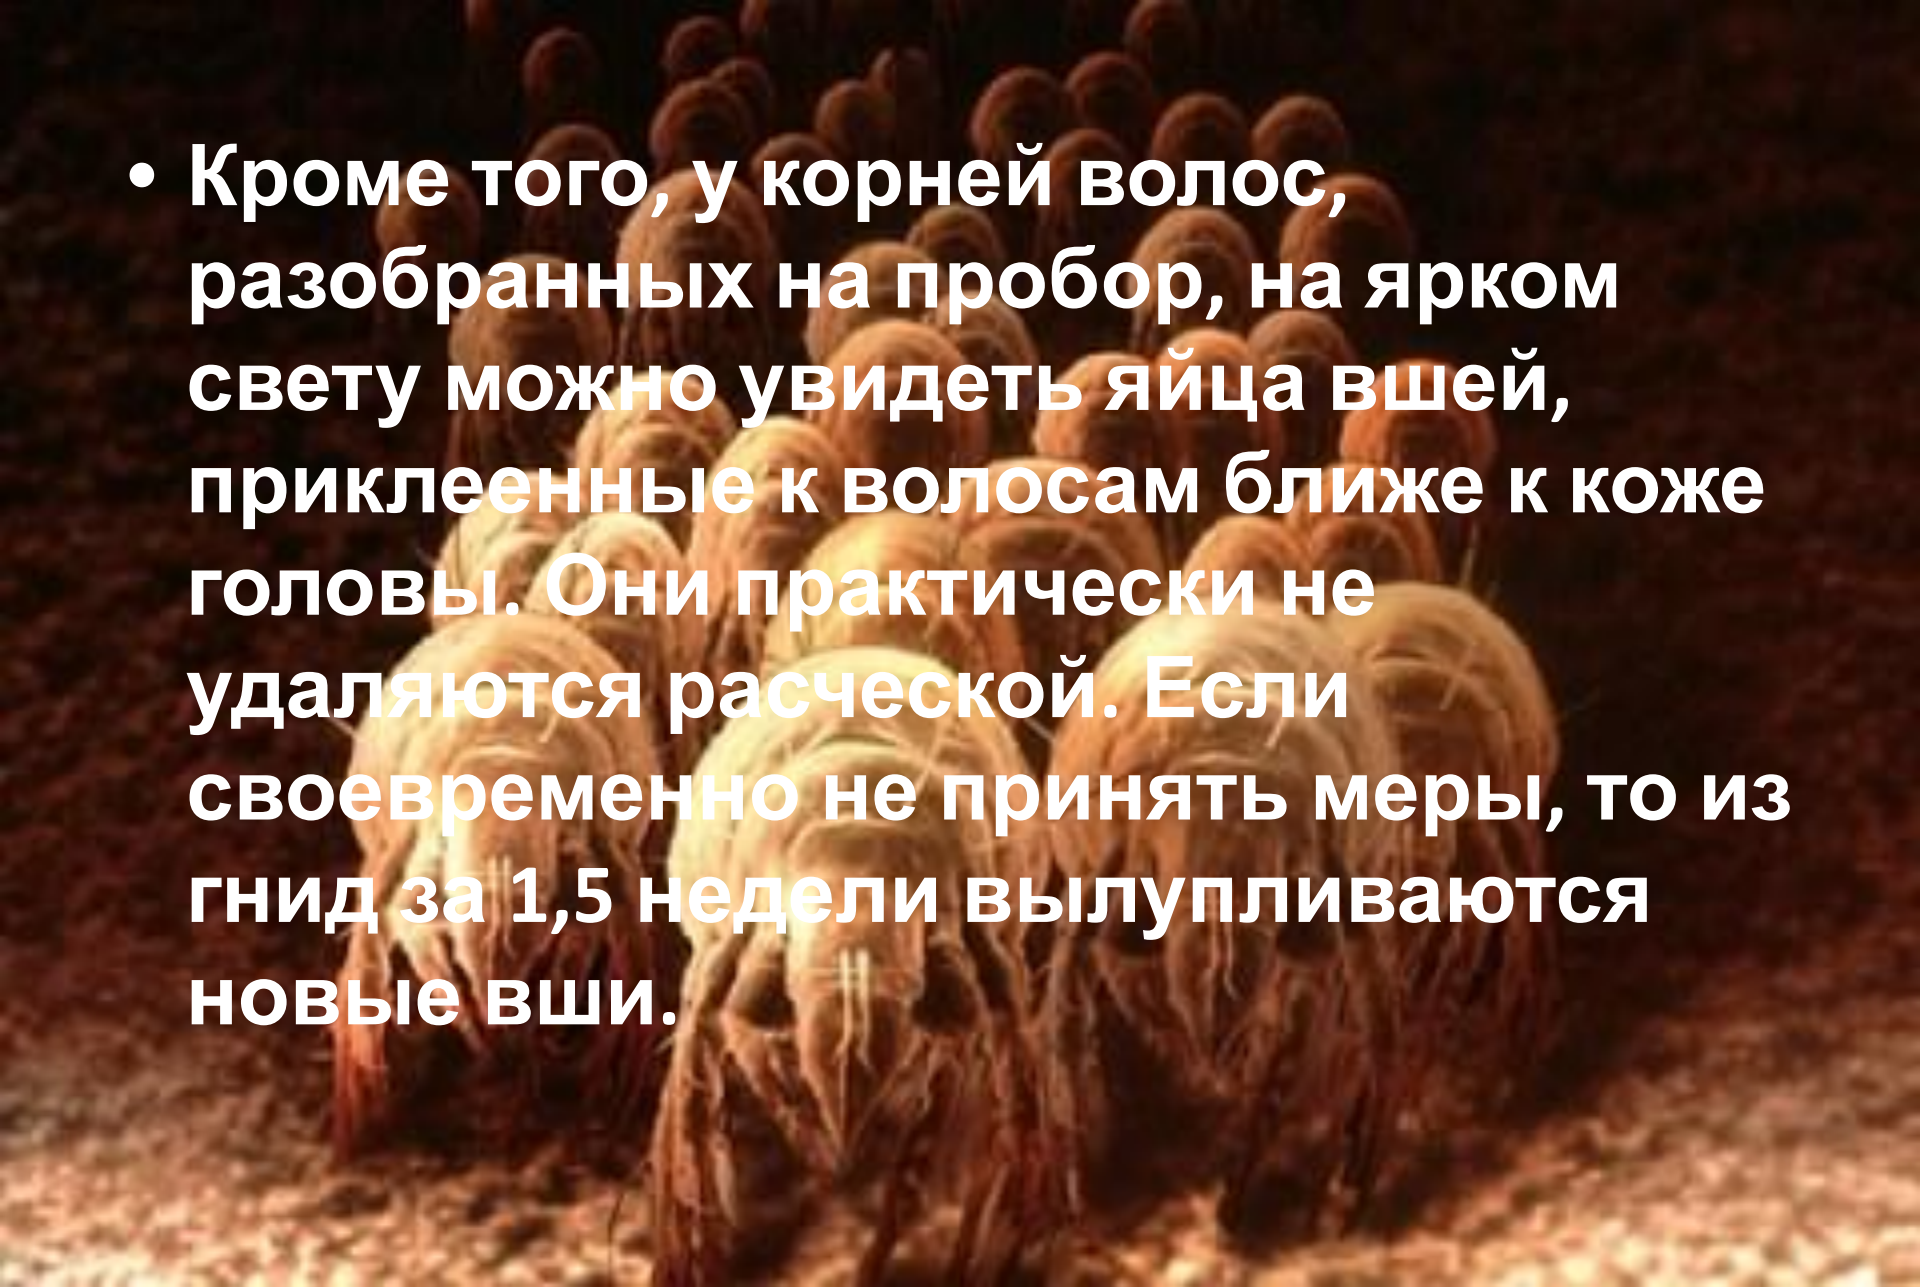 • Кроме того, у корней волос,
разобранных на пробор, на ярком
свету можно увидеть яйца вшей,
приклеенные к волосам ближе к коже
головы. Они практически не
удаляются расческой. Если
своевременно не принять меры, то из
гнид за 1,5 недели вылупливаются
новые вши.